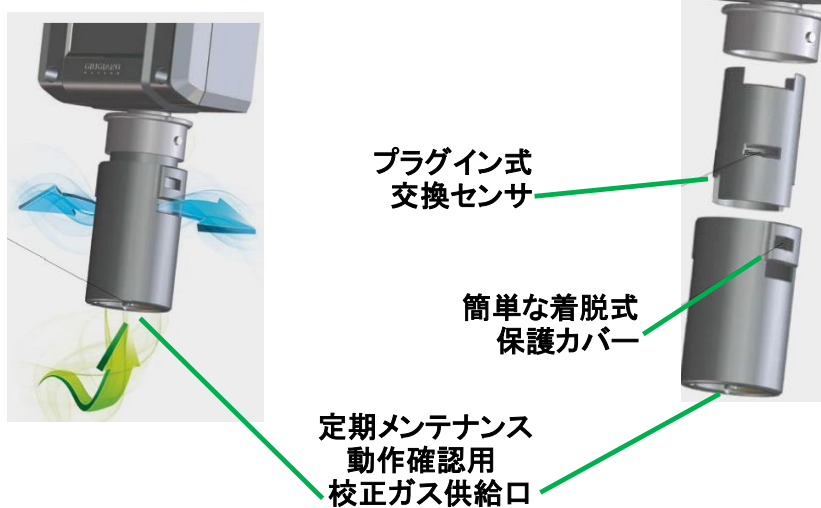 GIUGIARO
プラグイン式
交換センサ
簡単な着脱式
保護カバー
定期メンテナンス
動作確認用
校正ガス供給口